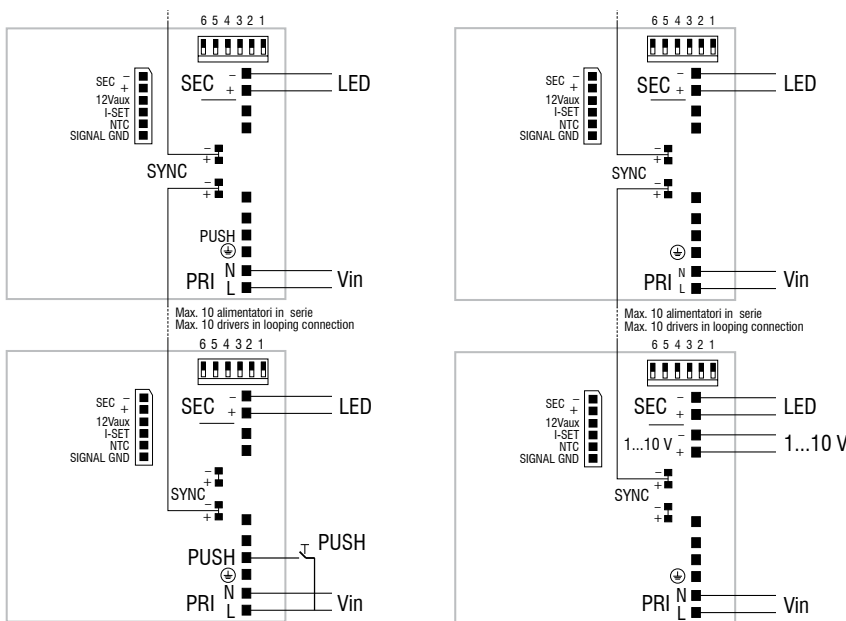 6 5 4 3 2 1
SEC − +
LED
SEC −
+
12Vaux
I-SET
NTC
SIGNAL GND
− +
SYNC
− +
PUSH
PRI N
L
Vin
Max. 10 alimentatori in serie
Max. 10 drivers in looping connection
6 5 4 3 2 1
SEC − +
LED
SEC −
+
12Vaux
I-SET
NTC
SIGNAL GND
− +
SYNC
− +
PUSH
PUSH
PRI N
L
Vin
6 5 4 3 2 1
SEC − +
LED
SEC −
+
12Vaux
I-SET
NTC
SIGNAL GND
− +
SYNC
− +
PRI N
L
Vin
Max. 10 alimentatori in serie
Max. 10 drivers in looping connection
6 5 4 3 2 1
SEC − +
LED
SEC −
+
12Vaux
I-SET
NTC
SIGNAL GND
1...10 V − +
1...10 V
− +
SYNC
− +
PRI N
L
Vin